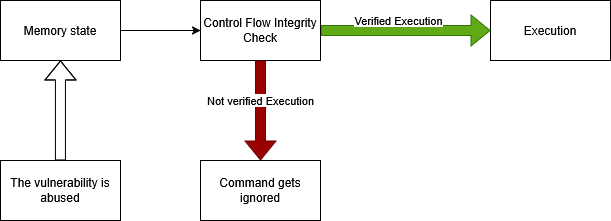 Memory state
Control Flow Integrity
Check
Verified Execution
Execution
Not verified Execution
The vulnerability is
abused
Command gets
ignored